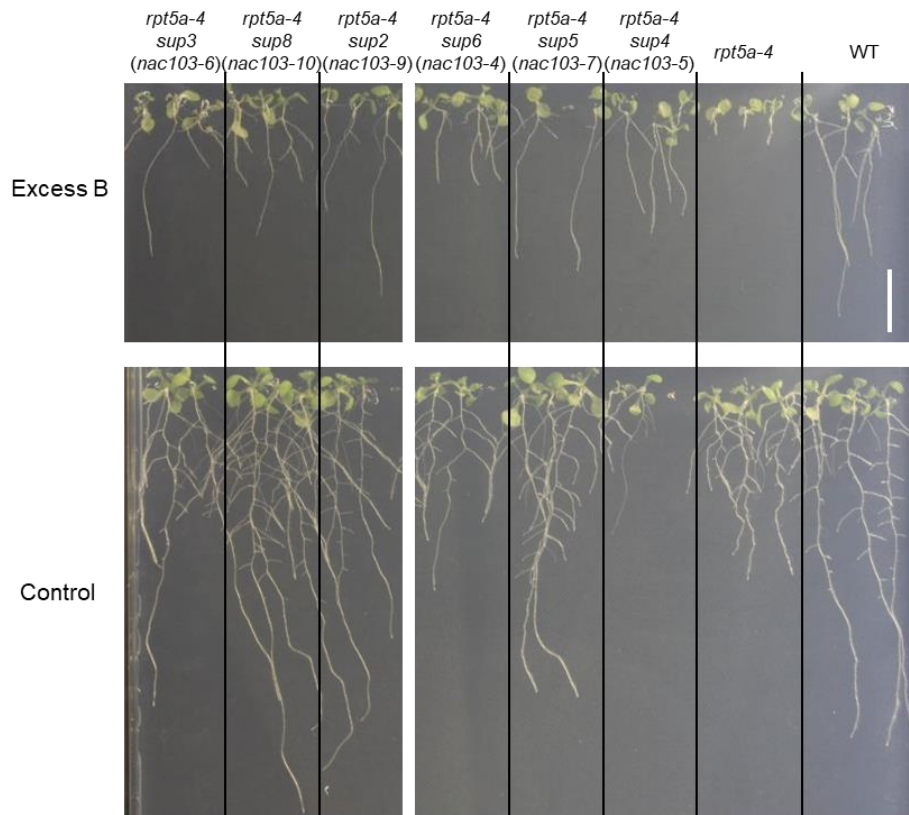 rpt5a-4 rpt5a-4 rpt5a-4 rpt5a-4 rpt5a-4 rpt5a-4
sup3 sup8 sup2 sup6 sup5 sup4 rpt5a-4 WT
(nac103-6) (nac103-10) (nac103-9) (nac103-4) (nac103-7) (nac103-5)
Excess B
Control